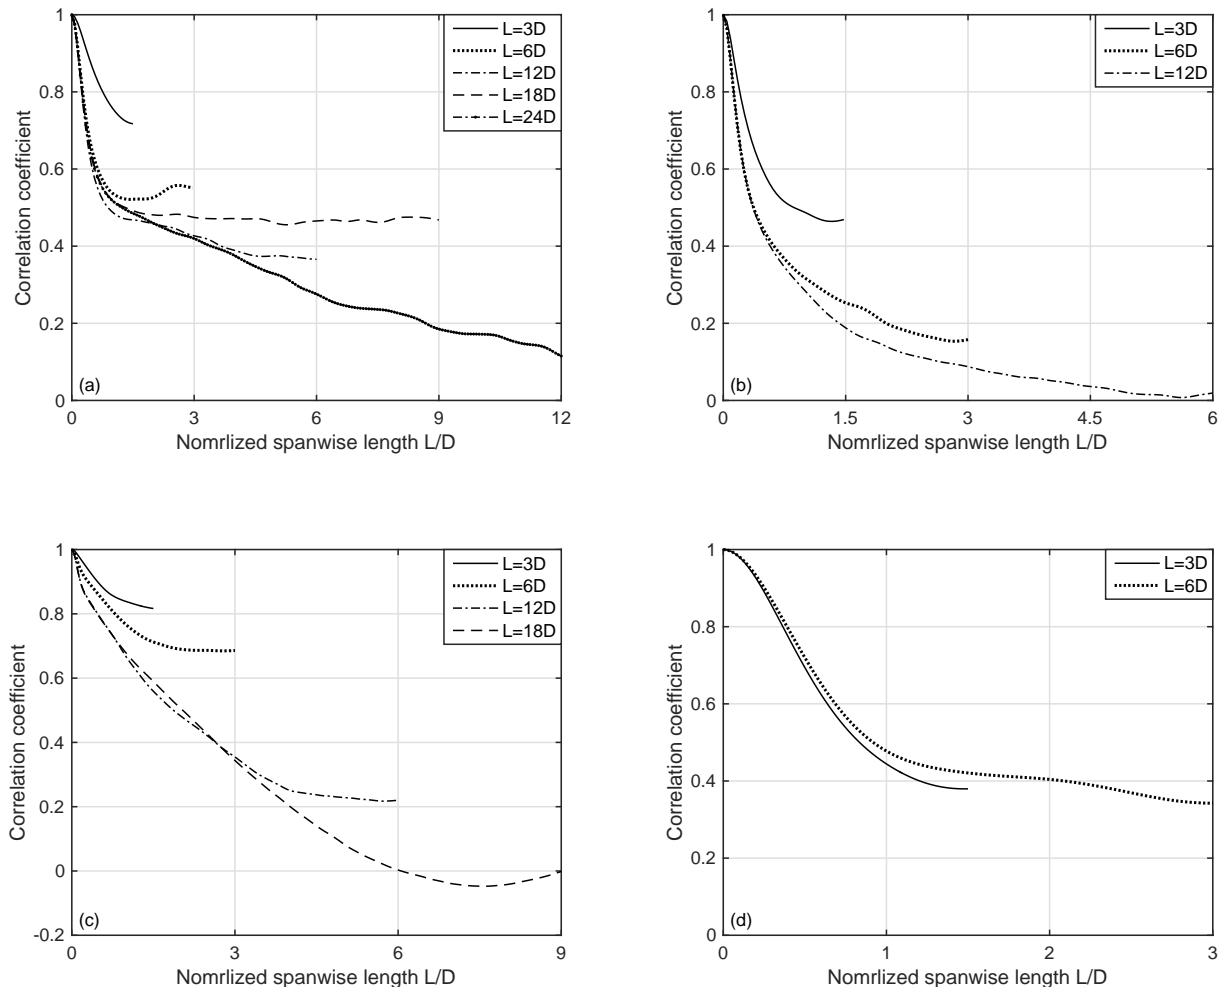 1
0.8
0.6
0.4
0.2
0
Correlation coefficient
L=3D
L=6D
L=12D
L=18D
L=24D
(a)
0
3
6
9
12
Nomrlized spanwise length L/D
1
0.8
0.6
0.4
0.2
0
Correlation coefficient
L=3D
L=6D
L=12D
(b)
0
1.5
3
4.5
6
Nomrlized spanwise length L/D
1
0.8
0.6
0.4
0.2
0
-0.2
Correlation coefficient
L=3D
L=6D
L=12D
L=18D
(c)
0
3
6
9
Nomrlized spanwise length L/D
1
0.8
0.6
0.4
0.2
0
Correlation coefficient
L=3D
L=6D
(d)
0
1
2
3
Nomrlized spanwise length L/D